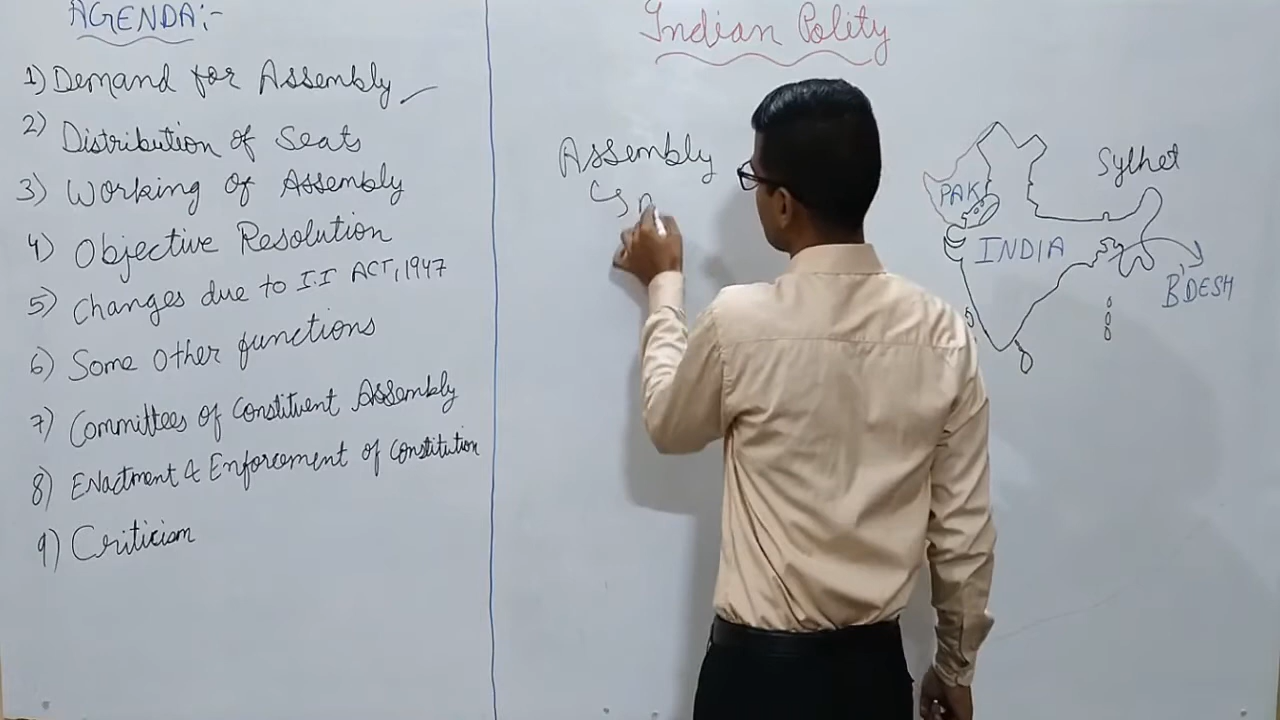 AGENDA:-
1) Demand for Assembly
2) Distribution of Seats
3) Working of Assembly
4) Objective Resolution
5) Changes due to I.I ACT, 1947
6) Some Other functions
7) Committees of Constituent Assembly
8) Enactment & Enforcement of Constitution
9) Criticism
Indian Polity
Assembly
Sylhet
PAK
INDIA
B'DESH